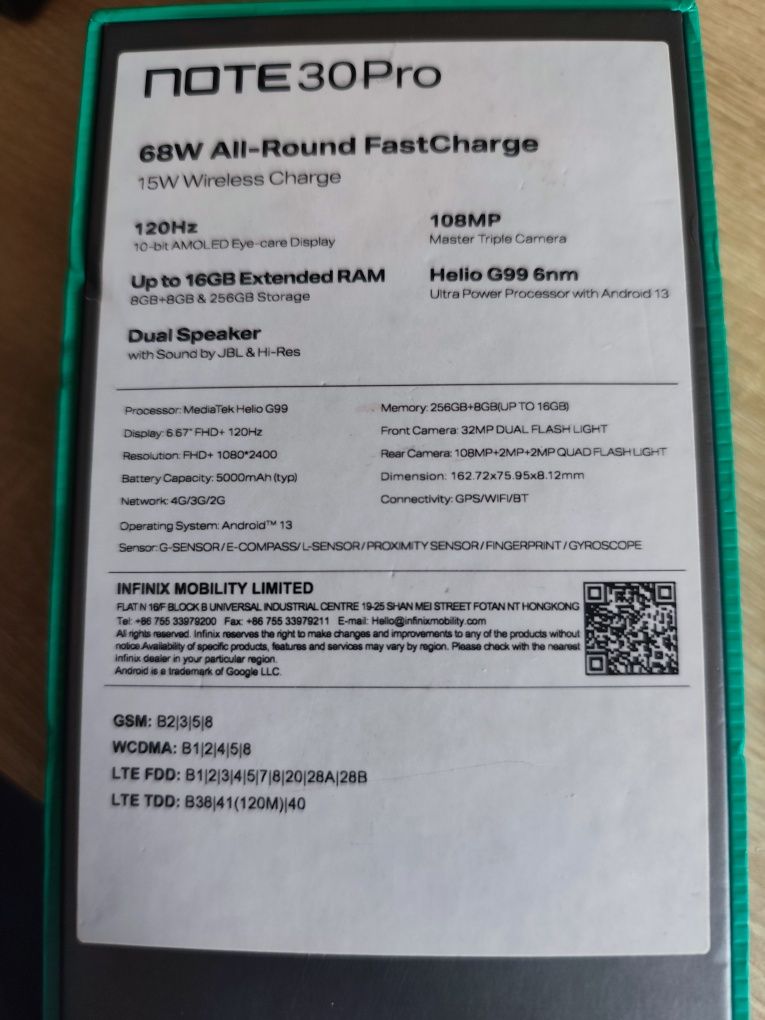 NOTE 30 Pro
68W All-Round FastCharge
15W Wireless Charge
120Hz
10-bit AMOLED Eye-care Display
108MP
Master Triple Camera
Up to 16GB Extended RAM
8GB+8GB & 256GB Storage
Helio G99 6nm
Ultra Power Processor with Android 13
Dual Speaker
with Sound by JBL & Hi-Res
Processor: MediaTek Helio G99
Display: 6.67" FHD+ 120Hz
Resolution: FHD+ 1080*2400
Battery Capacity: 5000mAh (typ)
Network: 4G/3G/2G
Operating System: Android™ 13
Memory: 256GB+8GB(UP TO 16GB)
Front Camera: 32MP DUAL FLASH LIGHT
Rear Camera: 108MP+2MP+2MP QUAD FLASH LIGHT
Dimension: 162.72x75.95x8.12mm
Connectivity: GPS/WIFI/BT
Sensor: G-SENSOR / E-COMPASS/ L-SENSOR / PROXIMITY SENSOR / FINGERPRINT / GYROSCOPE
INFINIX MOBILITY LIMITED
FLAT N 16/F BLOCK B UNIVERSAL INDUSTRIAL CENTRE 19-25 SHAN MEI STREET FOTAN NT HONGKONG
Tel: +86 755 33979200 Fax: +86 755 33979211 E-mail: Hello@infinixmobility.com
All rights reserved. Infinix reserves the right to make changes and improvements to any of the products without
notice.Availability of specific products, features and services may vary by region. Please check with the nearest
Infinix dealer in your particular region.
Android is a trademark of Google LLC.
GSM: B2|3|5|8
WCDMA: B1|2|4|5|8
LTE FDD: B1|2|3|4|5|7|8|20|28A|28B
LTE TDD: B38|41(120M)|40